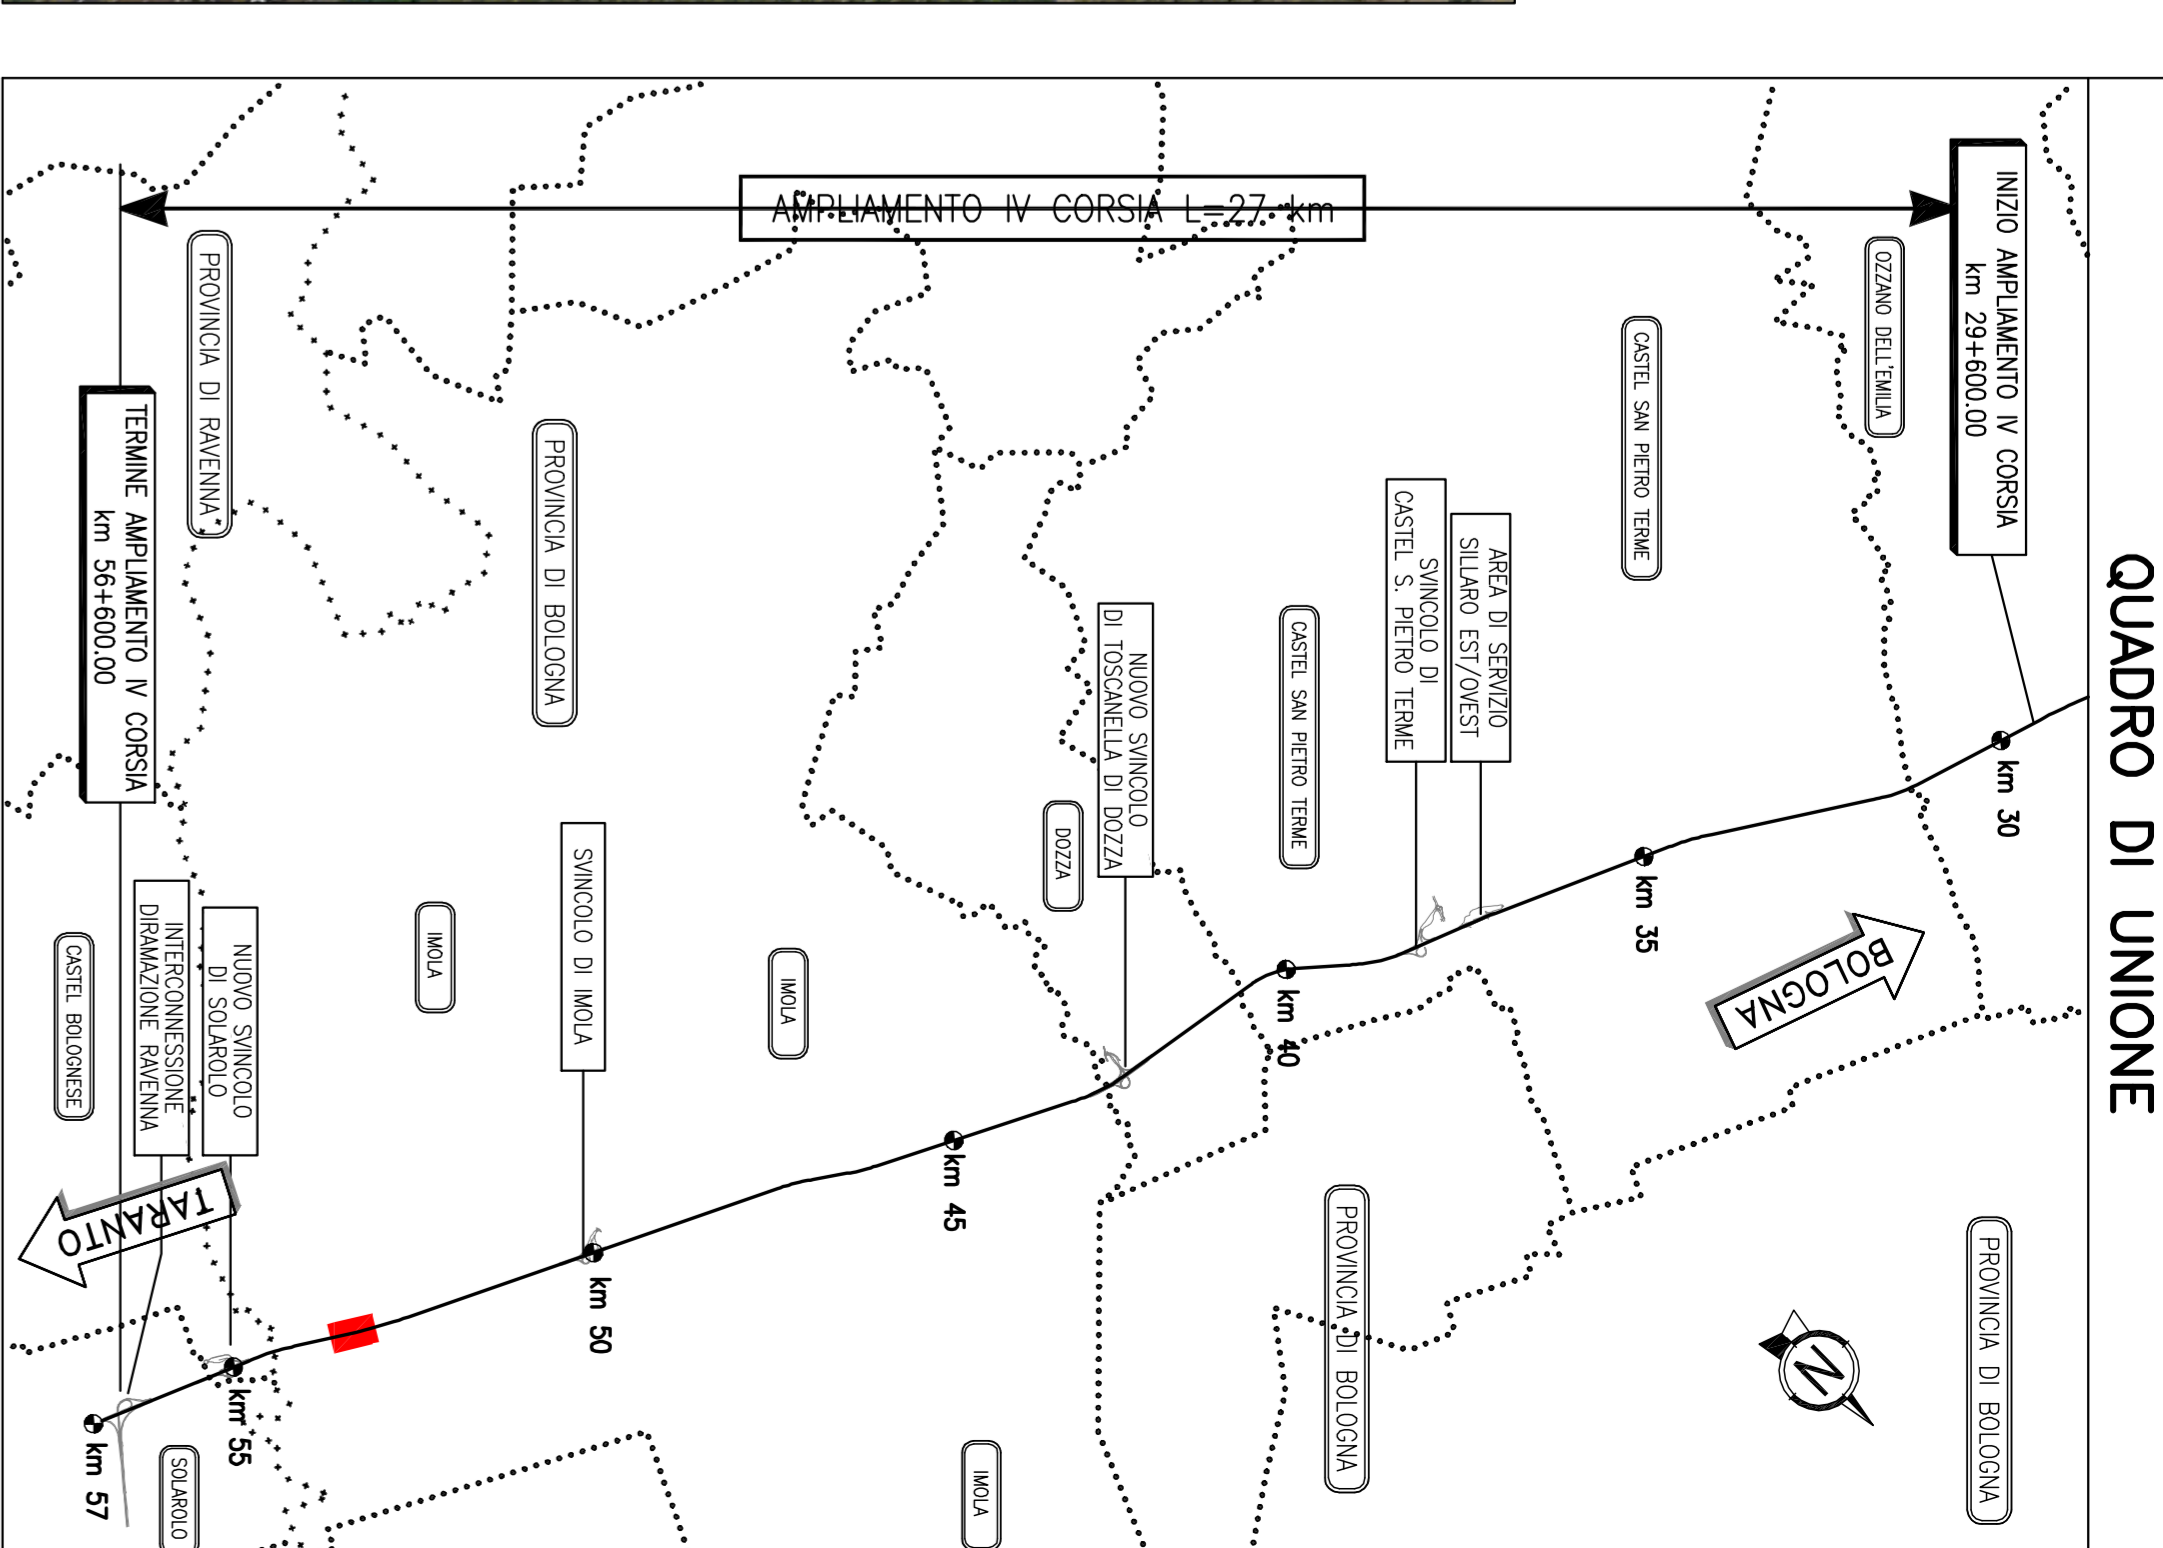 QUADRO DI UNIONE
INIZIO AMPLIAMENTO IV CORSIA
km 29+600.00
AMPLIAMENTO IV CORSIA L=27 km
TERMINE AMPLIAMENTO IV CORSIA
km 56+600.00
OZZANO DELL'EMILIA
CASTEL SAN PIETRO TERME
AREA DI SERVIZIO
SILLARO EST/OVEST
SVINCOLO DI
CASTEL S. PIETRO TERME
CASTEL SAN PIETRO TERME
NUOVO SVINCOLO
DI TOSCANELLA DI DOZZA
DOZZA
PROVINCIA DI BOLOGNA
PROVINCIA DI RAVENNA
SVINCOLO DI IMOLA
IMOLA
IMOLA
NUOVO SVINCOLO
DI SOLAROLO
INTERCONNESSIONE
DIRAMAZIONE RAVENNA
CASTEL BOLOGNESE
km 30
km 35
km 40
km 45
km 50
km 55
km 57
BOLOGNA
TARANTO
PROVINCIA DI BOLOGNA
PROVINCIA DI BOLOGNA
N
IMOLA
SOLAROLO